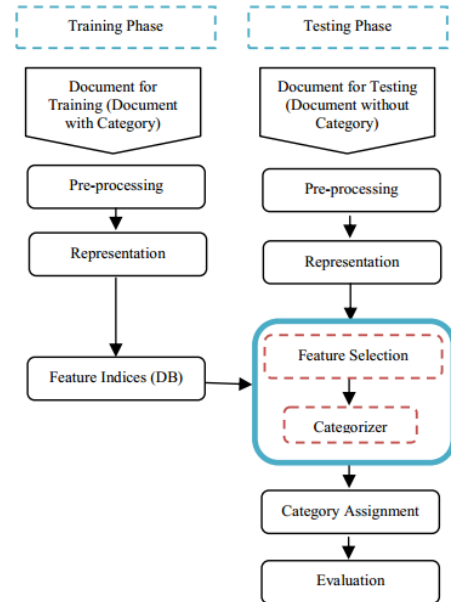 Training Phase
Document for
Training (Document
with Category)
Pre-processing
Representation
Feature Indices (DB)
Testing Phase
Document for Testing
(Document without
Category)
Pre-processing
Representation
Feature Selection
Categorizer
Category Assignment
Evaluation